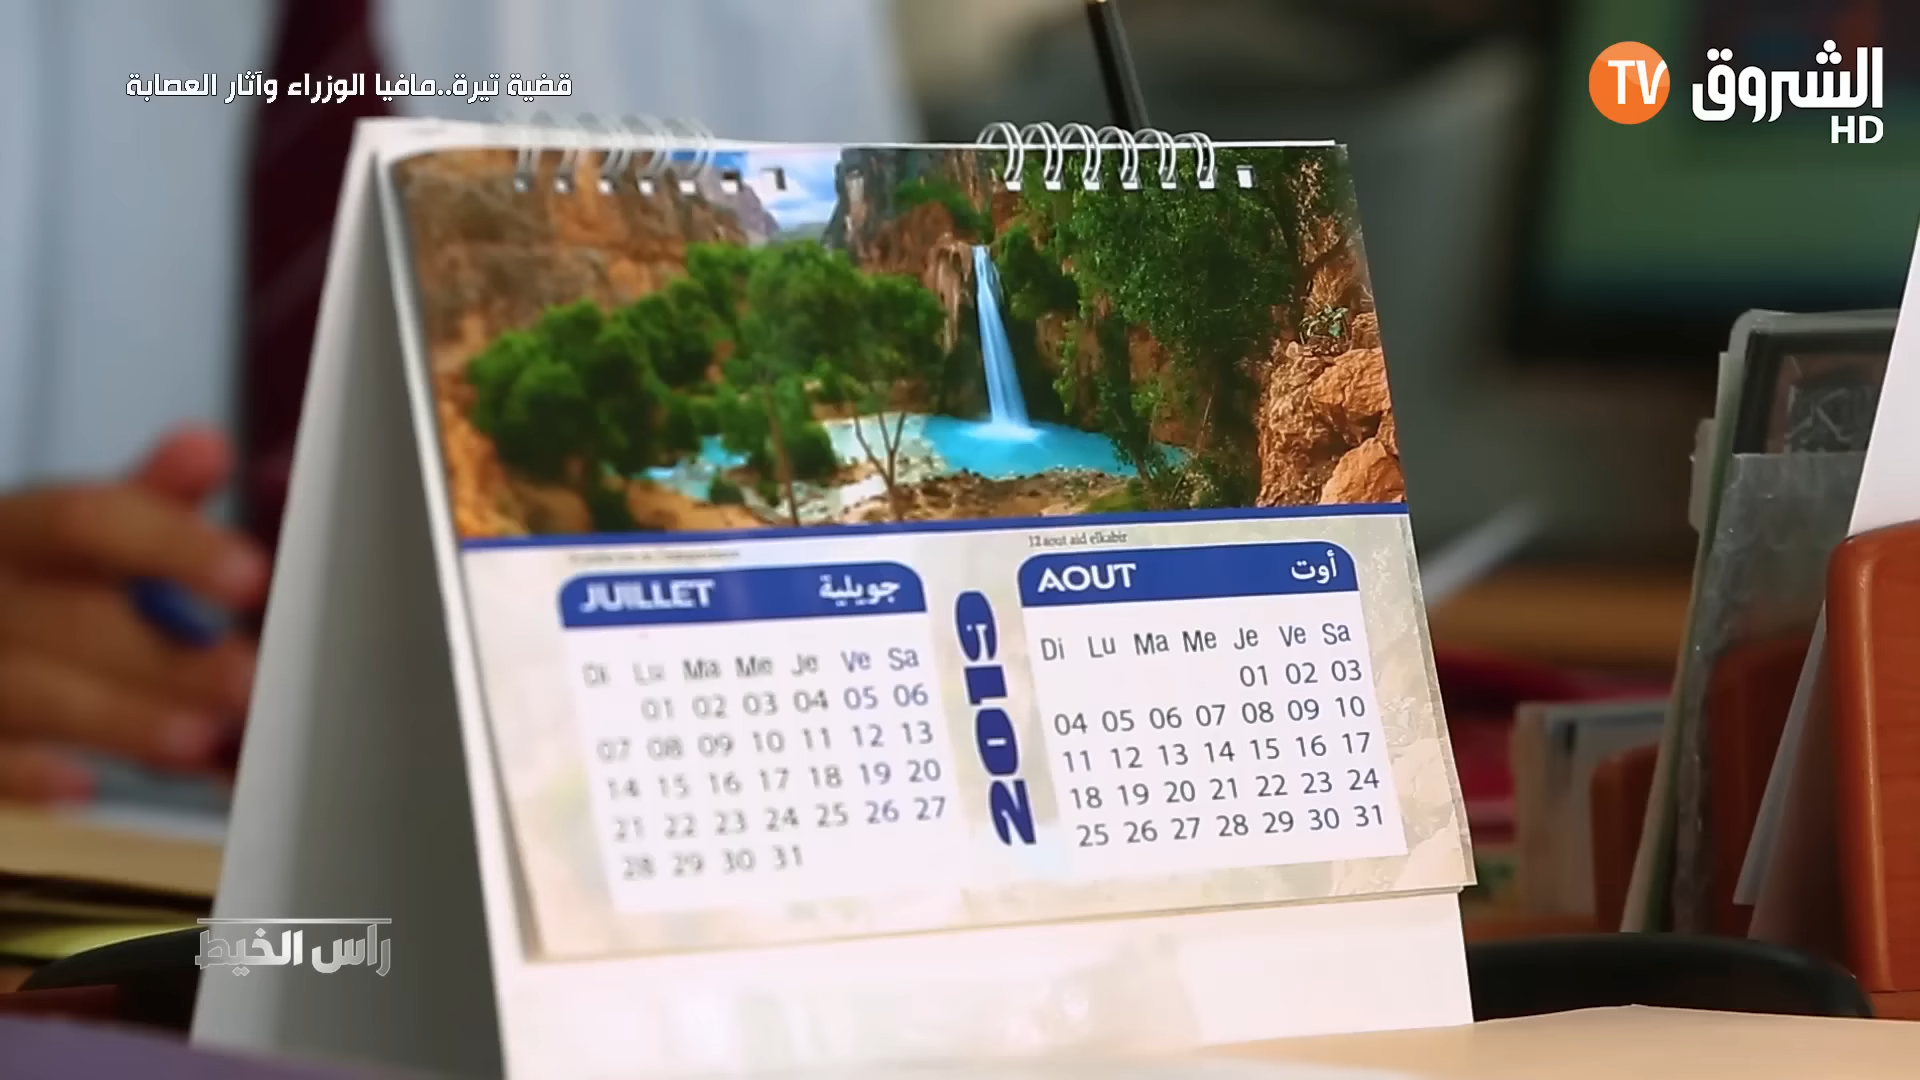 قضية تيرة..مافيا الوزراء وآثار العصابة
TV الشروق
HD
12 aout aid elkabir
JUILLET جويلية
Di Lu Ma Me Je Ve Sa
01 02 03 04 05 06
07 08 09 10 11 12 13
14 15 16 17 18 19 20
21 22 23 24 25 26 27
28 29 30 31
2019
AOUT أوت
Di Lu Ma Me Je Ve Sa
01 02 03
04 05 06 07 08 09 10
11 12 13 14 15 16 17
18 19 20 21 22 23 24
25 26 27 28 29 30 31
راس الخيط